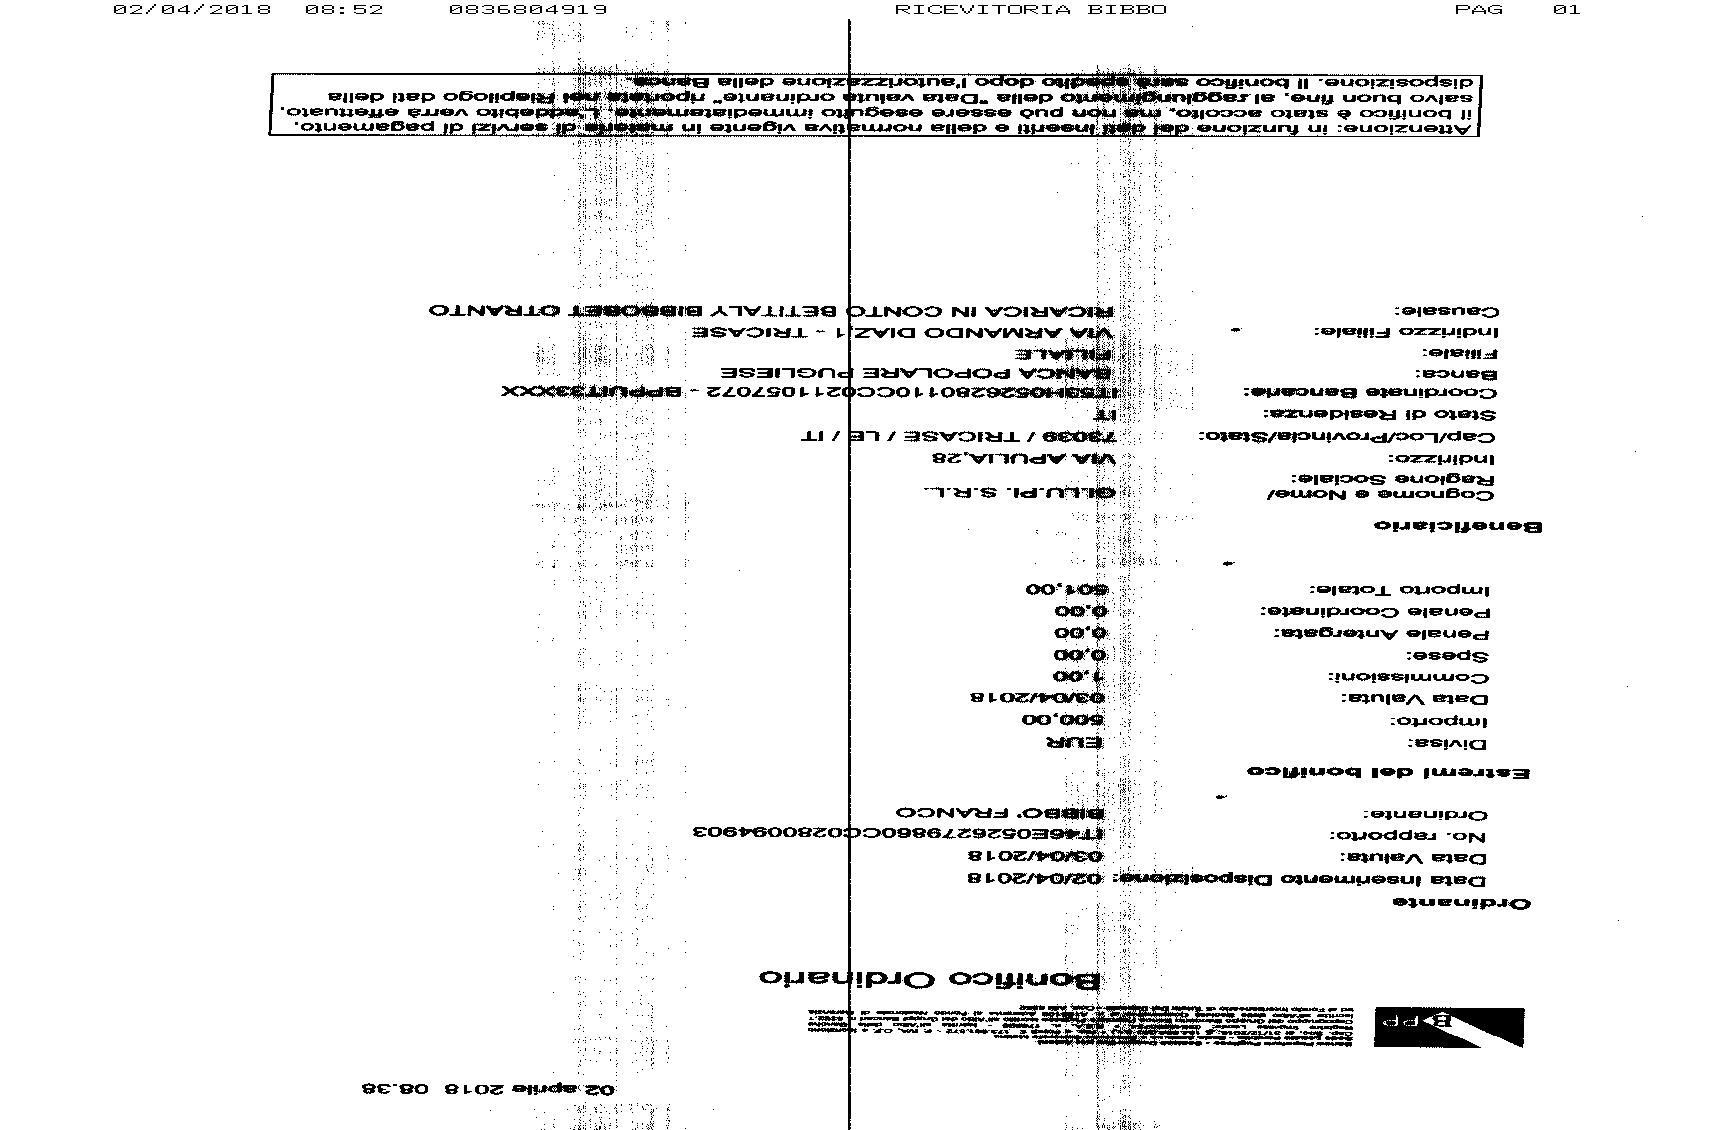 02/04/2018 08:52 0836804919 RICEVITORIA BIBBO PAG 01
02 aprile 2018 08.38
BPP
Bonifico Ordinario
Ordinante
Data Inserimento Disposizione: 02/04/2018
Data Valuta: 03/04/2018
No. rapporto: IT46E0526279860CC0280094903
Ordinante: BIBBO' FRANCO
Estremi del bonifico
Divisa: EUR
Importo: 500,00
Data Valuta: 03/04/2018
Commissioni: 1,00
Spese: 0,00
Penale Antergata: 0,00
Penale Coordinate: 0,00
Importo Totale: 501,00
Beneficiario
Cognome e Nome/
Ragione Sociale: GLLU.PI. S.R.L.
Indirizzo: VIA APULIA,28
Cap/Loc/Provincia/Stato: 73039 / TRICASE / LE / IT
Stato di Residenza: IT
Coordinate Bancarie: IT53H0526280110CC0211057072 - BPPUIT33XXX
Banca: BANCA POPOLARE PUGLIESE
Filiale: FILIALE
Indirizzo Filiale: VIA ARMANDO DIAZ,1 - TRICASE
Causale: RICARICA IN CONTO BETITALY BIBBOBET OTRANTO
Attenzione: in funzione dei dati inseriti e della normativa vigente in materia di servizi di pagamento,
il bonifico è stato accolto, ma non può essere eseguito immediatamente. L'addebito verrà effettuato,
salvo buon fine, al raggiungimento della "Data valuta ordinante" riportata nel Riepilogo dati della
disposizione. Il bonifico sarà spedito dopo l'autorizzazione della Banca.